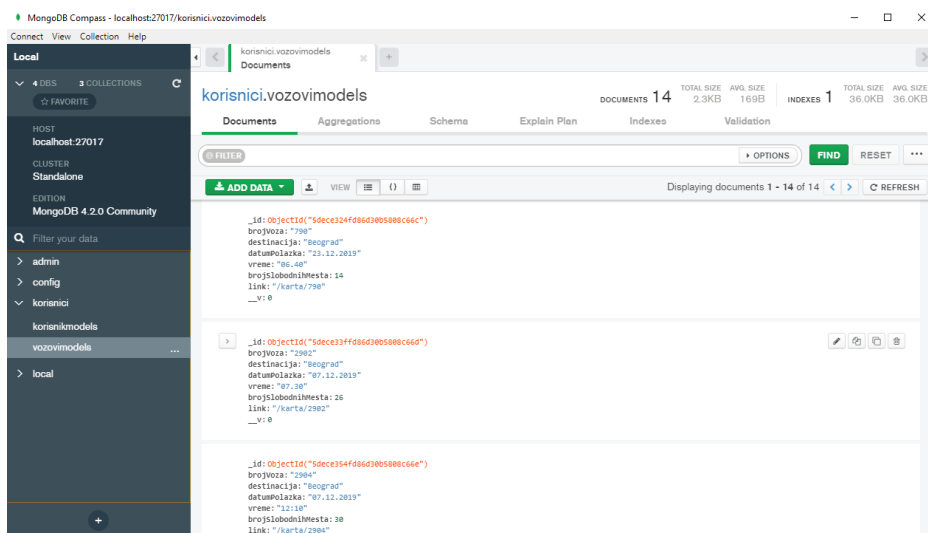 MongoDB Compass - localhost:27017/korisnici.vozovimodels
Connect View Collection Help
Local
4 DBS 3 COLLECTIONS
FAVORITE
HOST
localhost:27017
CLUSTER
Standalone
EDITION
MongoDB 4.2.0 Community
Filter your data
admin
config
korisnici
korisnikmodels
vozovimodels
...
local
+
korisnici.vozovimodels
Documents
+
korisnici.vozovimodels
DOCUMENTS 14 TOTAL SIZE 2.3KB AVG. SIZE 169B INDEXES 1 TOTAL SIZE 36.0KB AVG. SIZE 36.0KB
Documents Aggregations Schema Explain Plan Indexes Validation
FILTER OPTIONS FIND RESET ...
ADD DATA VIEW {} Displaying documents 1 - 14 of 14 < > REFRESH
_id: ObjectId("5dece324fd86d30b5808c66c")
brojVoza: "790"
destinacija: "Beograd"
datumPolazka: "23.12.2019"
vreme: "06.40"
brojSlobodnihMesta: 14
link: "/karta/790"
__v: 0
_id: ObjectId("5dece33ffd86d30b5808c66d")
brojVoza: "2902"
destinacija: "Beograd"
datumPolazka: "07.12.2019"
vreme: "07.30"
brojSlobodnihMesta: 26
link: "/karta/2902"
__v: 0
_id: ObjectId("5dece354fd86d30b5808c66e")
brojVoza: "2904"
destinacija: "Beograd"
datumPolazka: "07.12.2019"
vreme: "12:10"
brojSlobodnihMesta: 30
link: "/karta/2904"